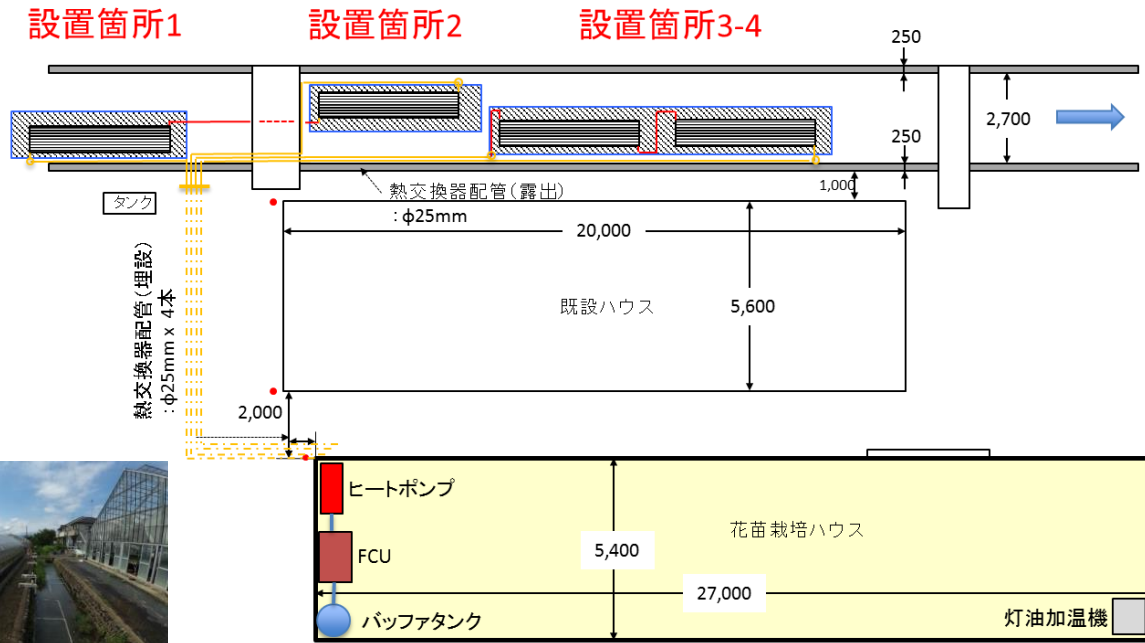 設置箇所1
設置箇所2
設置箇所3-4
250
2,700
250
1,000
熱交換器配管(露出)
:φ25mm
タンク
20,000
熱交換器配管(埋設)
:φ25mm x 4本
既設ハウス
5,600
2,000
ヒートポンプ
花苗栽培ハウス
FCU
5,400
27,000
バッファタンク
灯油加温機